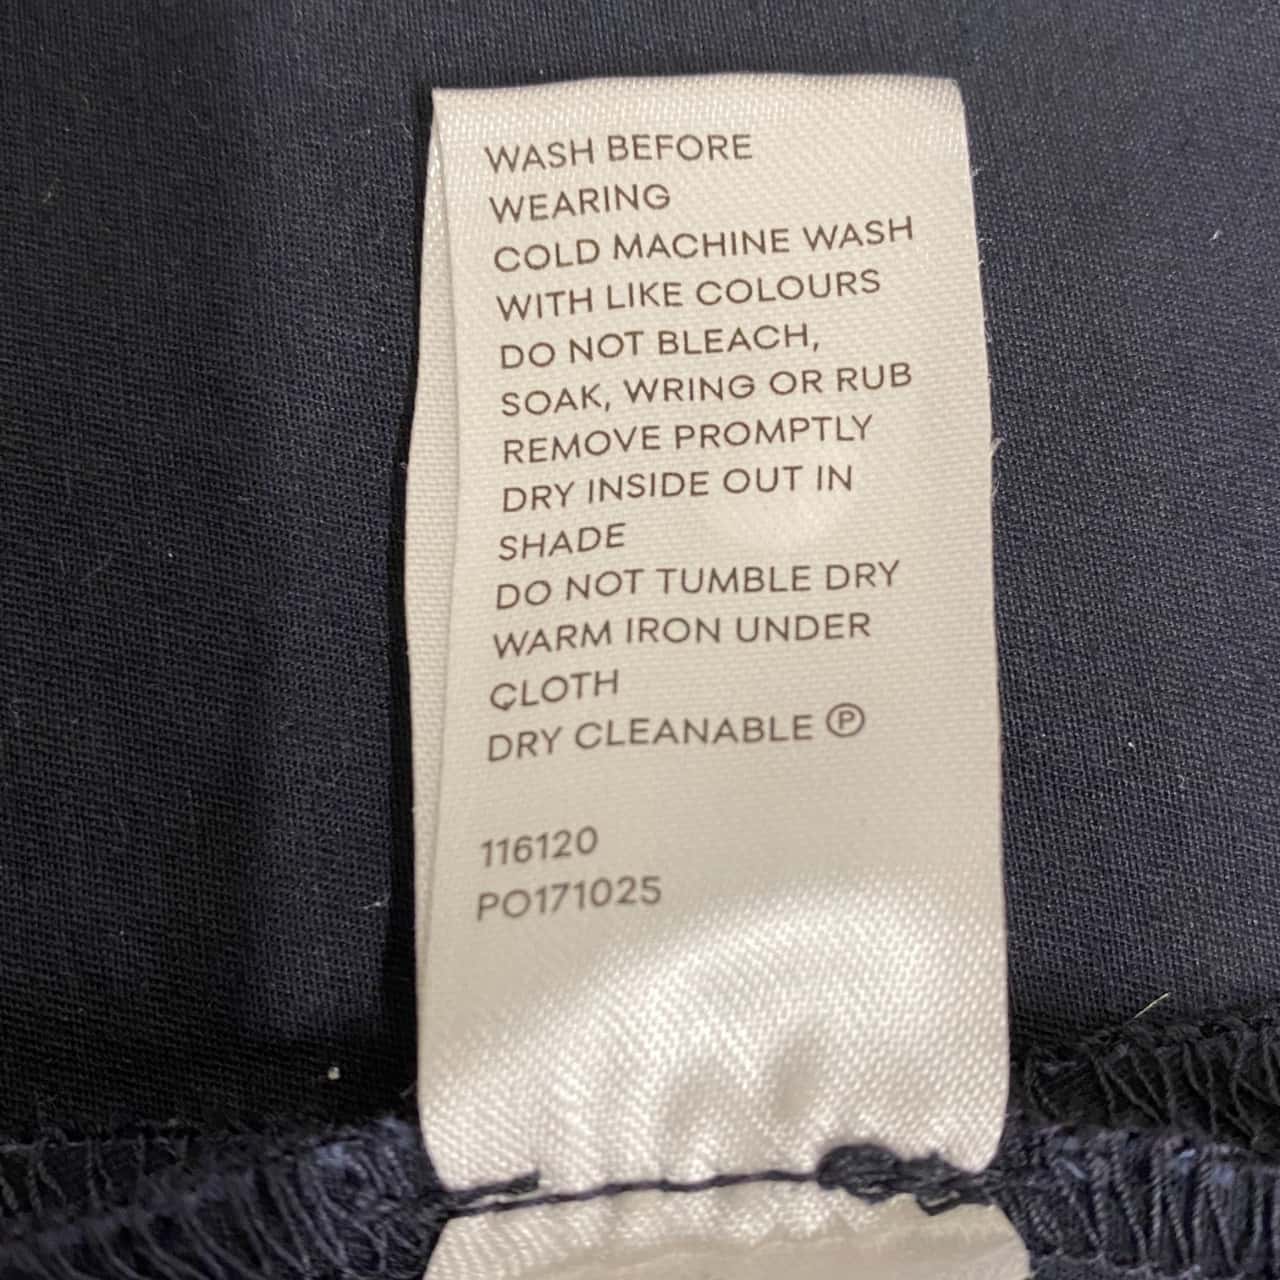 WASH BEFORE
WEARING
COLD MACHINE WASH
WITH LIKE COLOURS
DO NOT BLEACH,
SOAK, WRING OR RUB
REMOVE PROMPTLY
DRY INSIDE OUT IN
SHADE
DO NOT TUMBLE DRY
WARM IRON UNDER
CLOTH
DRY CLEANABLE Ⓟ
116120
PO171025